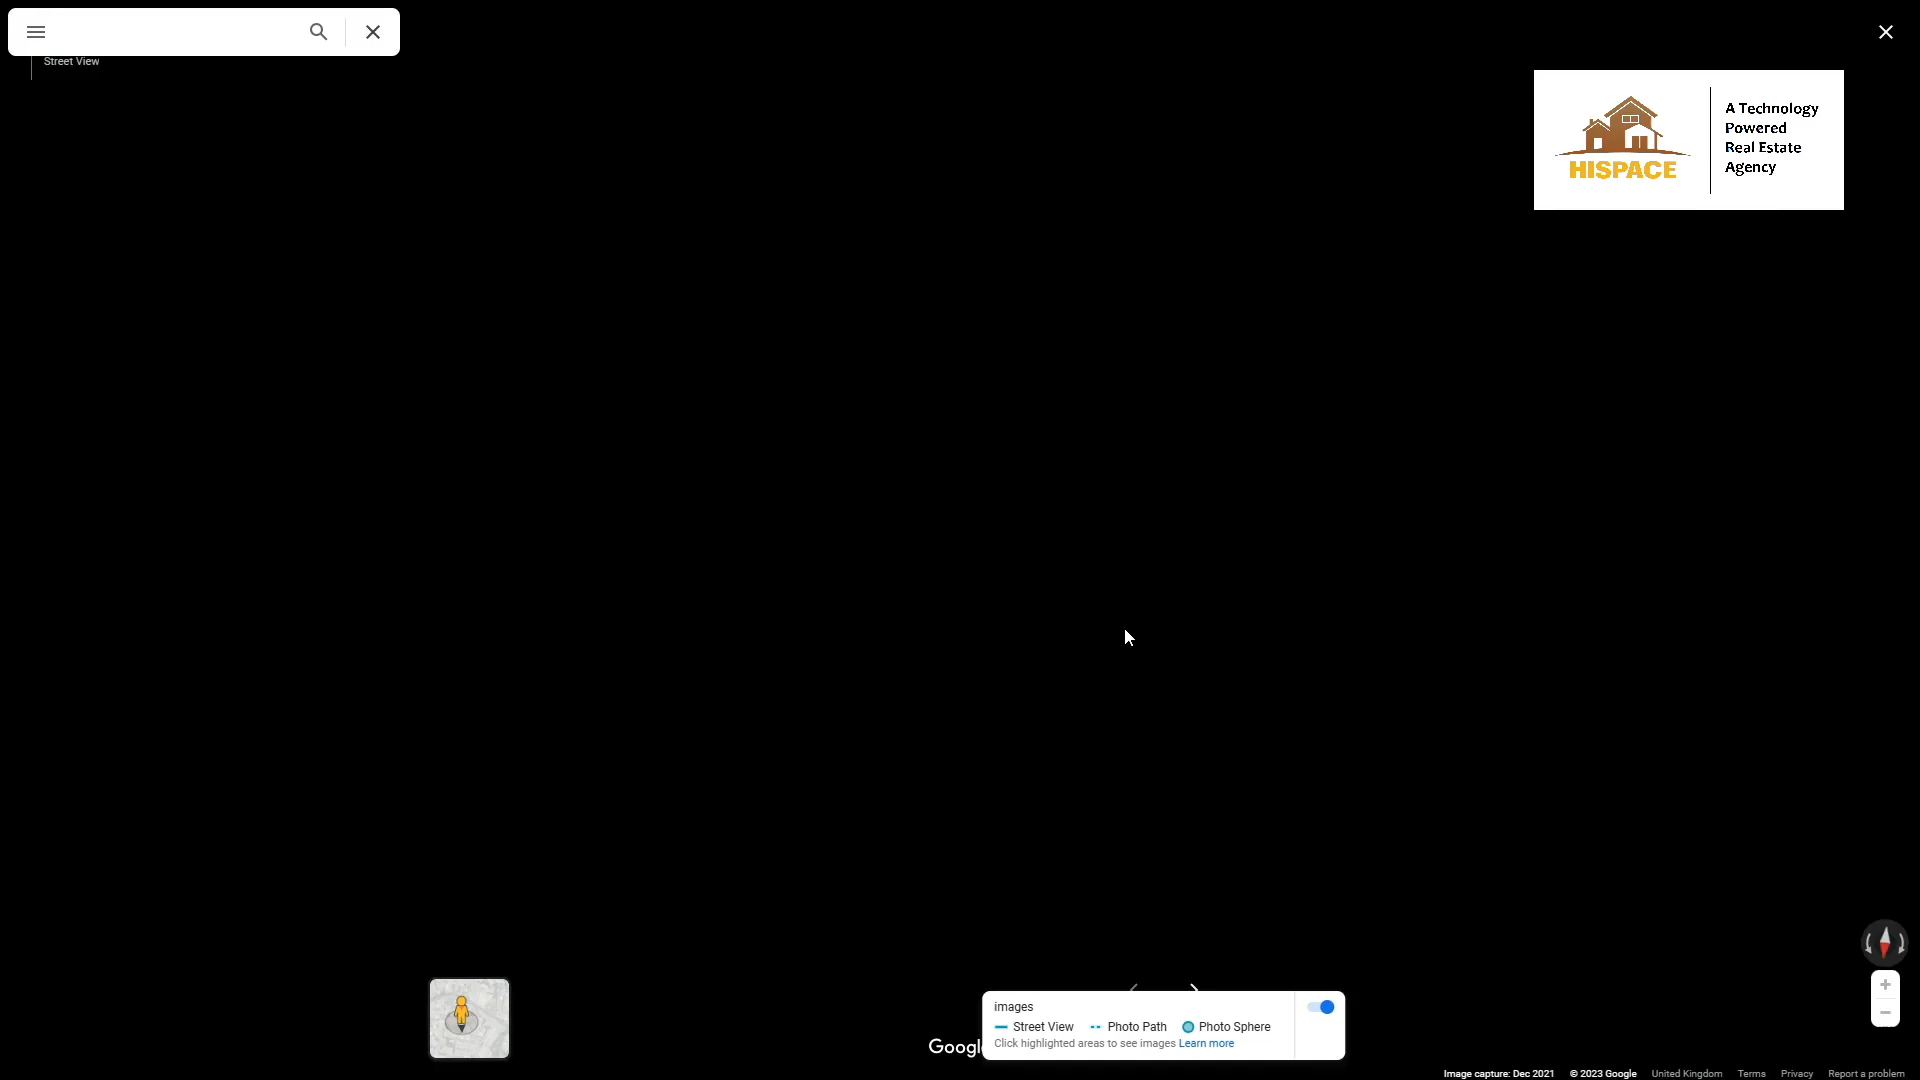 Street View
A Technology
Powered
Real Estate
Agency
HISPACE
images
Street View
Photo Path
Photo Sphere
Click highlighted areas to see images Learn more
Googl
Image capture: Dec 2021
© 2023 Google
United Kingdom
Terms
Privacy
Report a problem